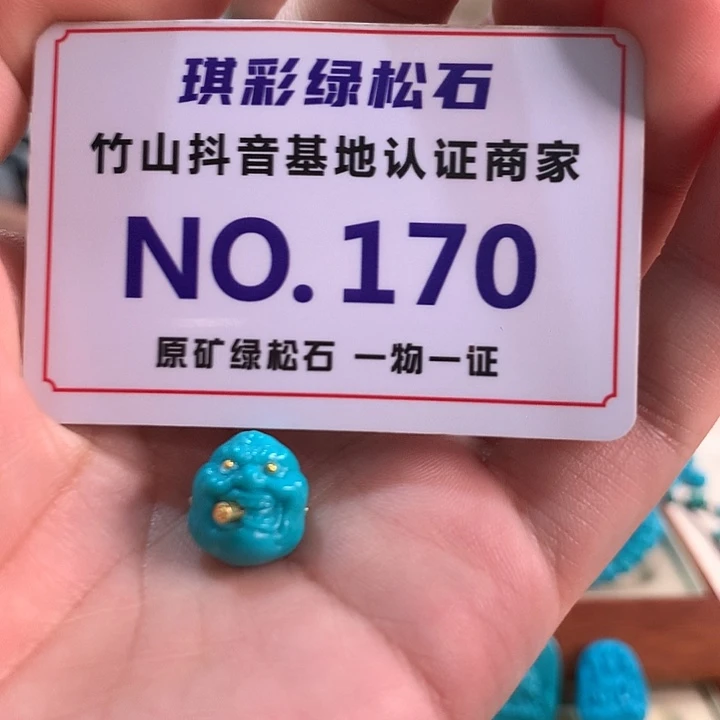 琪彩绿松石
竹山抖音基地认证商家
NO.170
原矿绿松石 一物一证